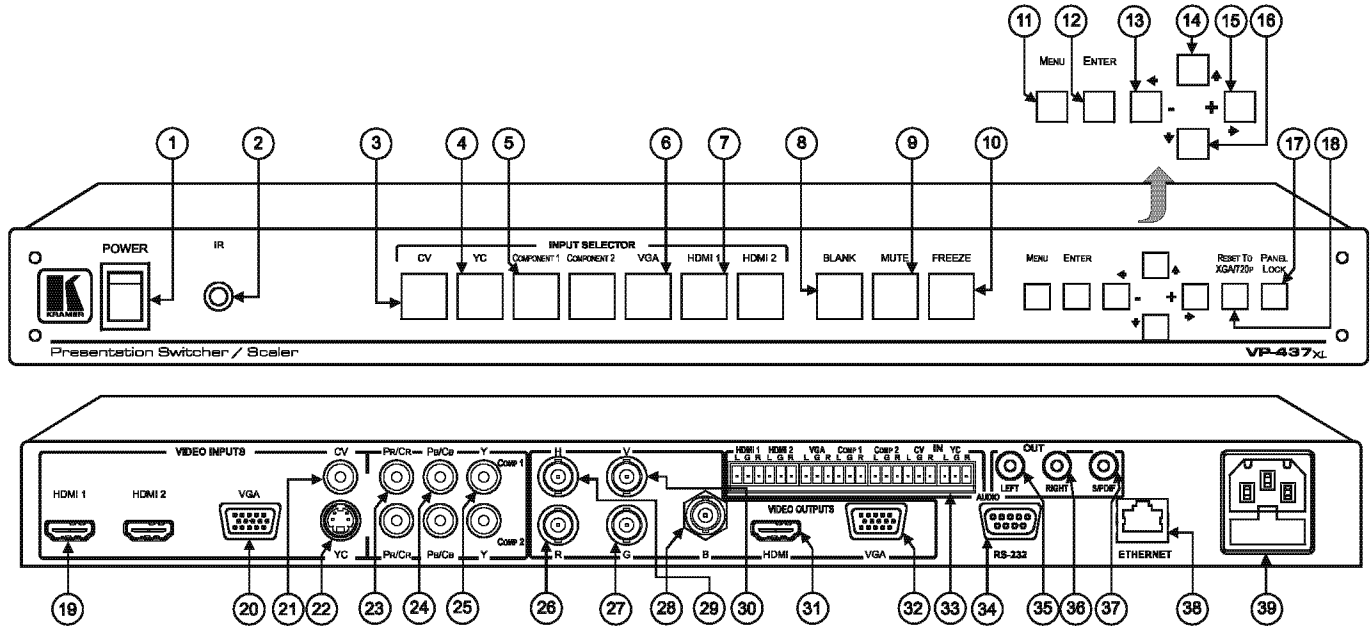 11 12 13 14 15 16
MENU ENTER
- +
1 2 3 4 5 6 7 8 9 10 17 18
POWER IR INPUT SELECTOR
CV YC COMPONENT 1 COMPONENT 2 VGA HDMI 1 HDMI 2 BLANK MUTE FREEZE MENU ENTER RESET TO XGA/720P PANEL LOCK
- +
K
KRAMER
Presentation Switcher / Scaler VP-437XL
VIDEO INPUTS CV PR/CR PB/CB Y COMP 1 H V HDMI 1 HDMI 2 VGA COMP 1 COMP 2 CV IN YC OUT
L G R L G R L G R L G R L G R L G R L G R
HDMI 1 HDMI 2 VGA LEFT RIGHT S/PDIF
AUDIO
VIDEO OUTPUTS
COMP 2
YC PR/CR PB/CB Y R G B HDMI VGA RS-232 ETHERNET
19 20 21 22 23 24 25 26 27 28 29 30 31 32 33 34 35 36 37 38 39